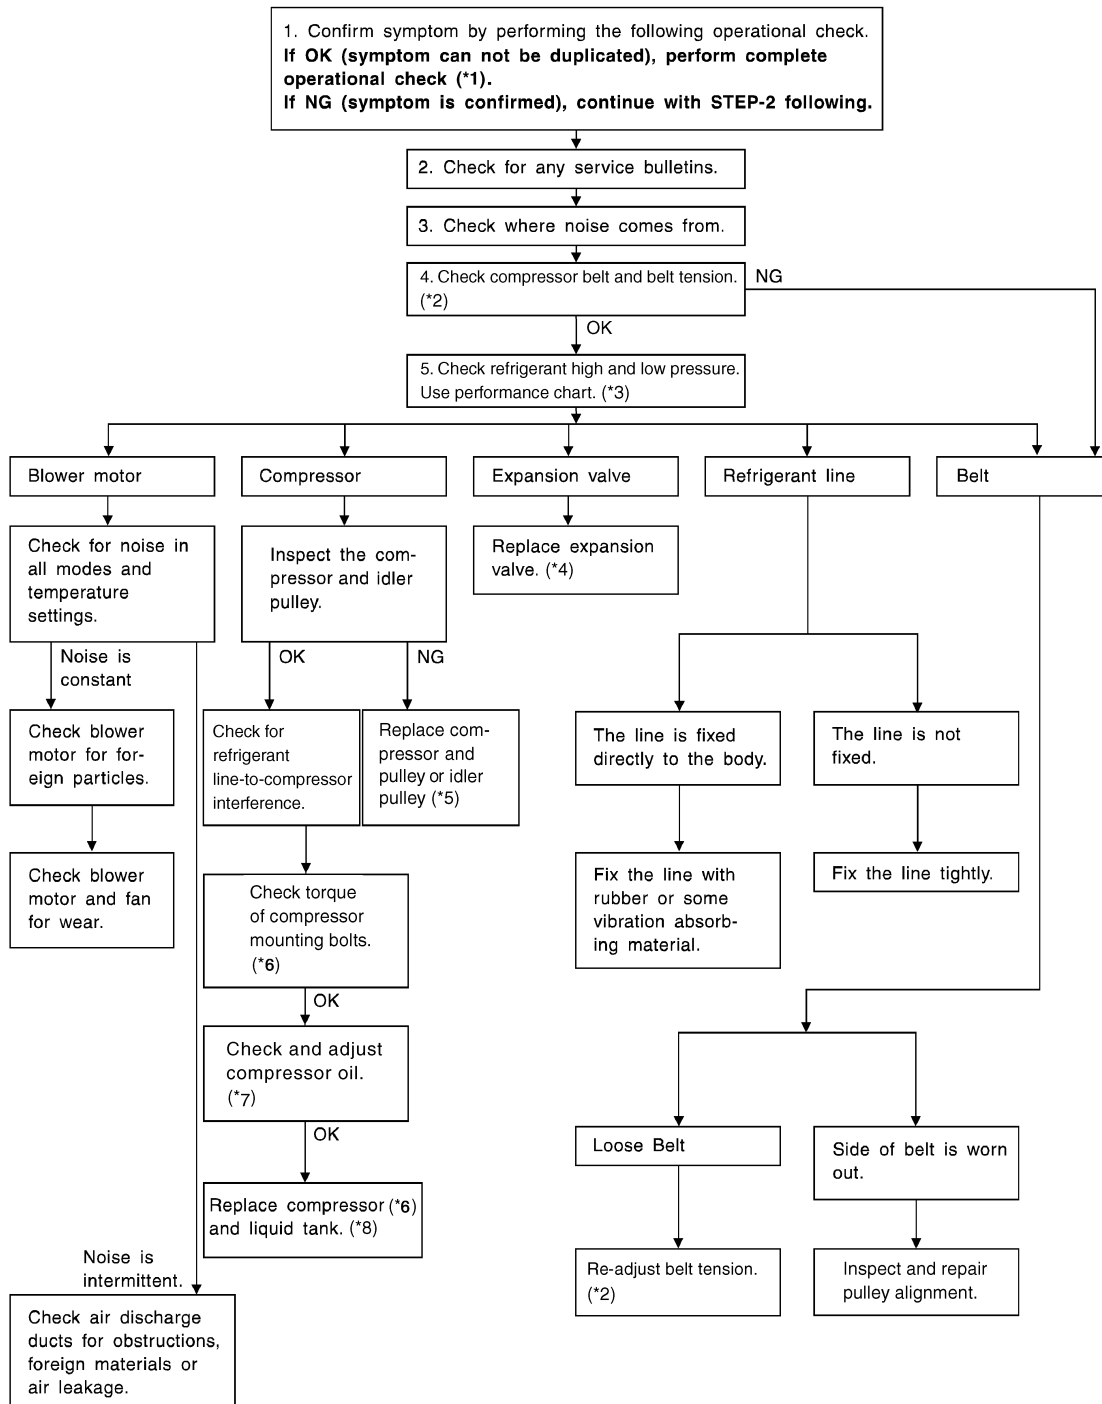 1. Confirm symptom by performing the following operational check.
If OK (symptom can not be duplicated), perform complete
operational check (*1).
If NG (symptom is confirmed), continue with STEP-2 following.
2. Check for any service bulletins.
3. Check where noise comes from.
4. Check compressor belt and belt tension.
(*2)
NG
OK
5. Check refrigerant high and low pressure.
Use performance chart. (*3)
Blower motor
Compressor
Expansion valve
Refrigerant line
Belt
Check for noise in
all modes and
temperature
settings.
Inspect the com-
pressor and idler
pulley.
Replace expansion
valve. (*4)
Noise is
constant
OK
NG
Check blower
motor for for-
eign particles.
Check for
refrigerant
line-to-compressor
interference.
Replace com-
pressor and
pulley or idler
pulley (*5)
The line is fixed
directly to the body.
The line is not
fixed.
Check blower
motor and fan
for wear.
Check torque
of compressor
mounting bolts.
(*6)
Fix the line with
rubber or some
vibration absorb-
ing material.
Fix the line tightly.
OK
Check and adjust
compressor oil.
(*7)
OK
Replace compressor (*6)
and liquid tank. (*8)
Loose Belt
Side of belt is worn
out.
Re-adjust belt tension.
(*2)
Inspect and repair
pulley alignment.
Noise is
intermittent.
Check air discharge
ducts for obstructions,
foreign materials or
air leakage.